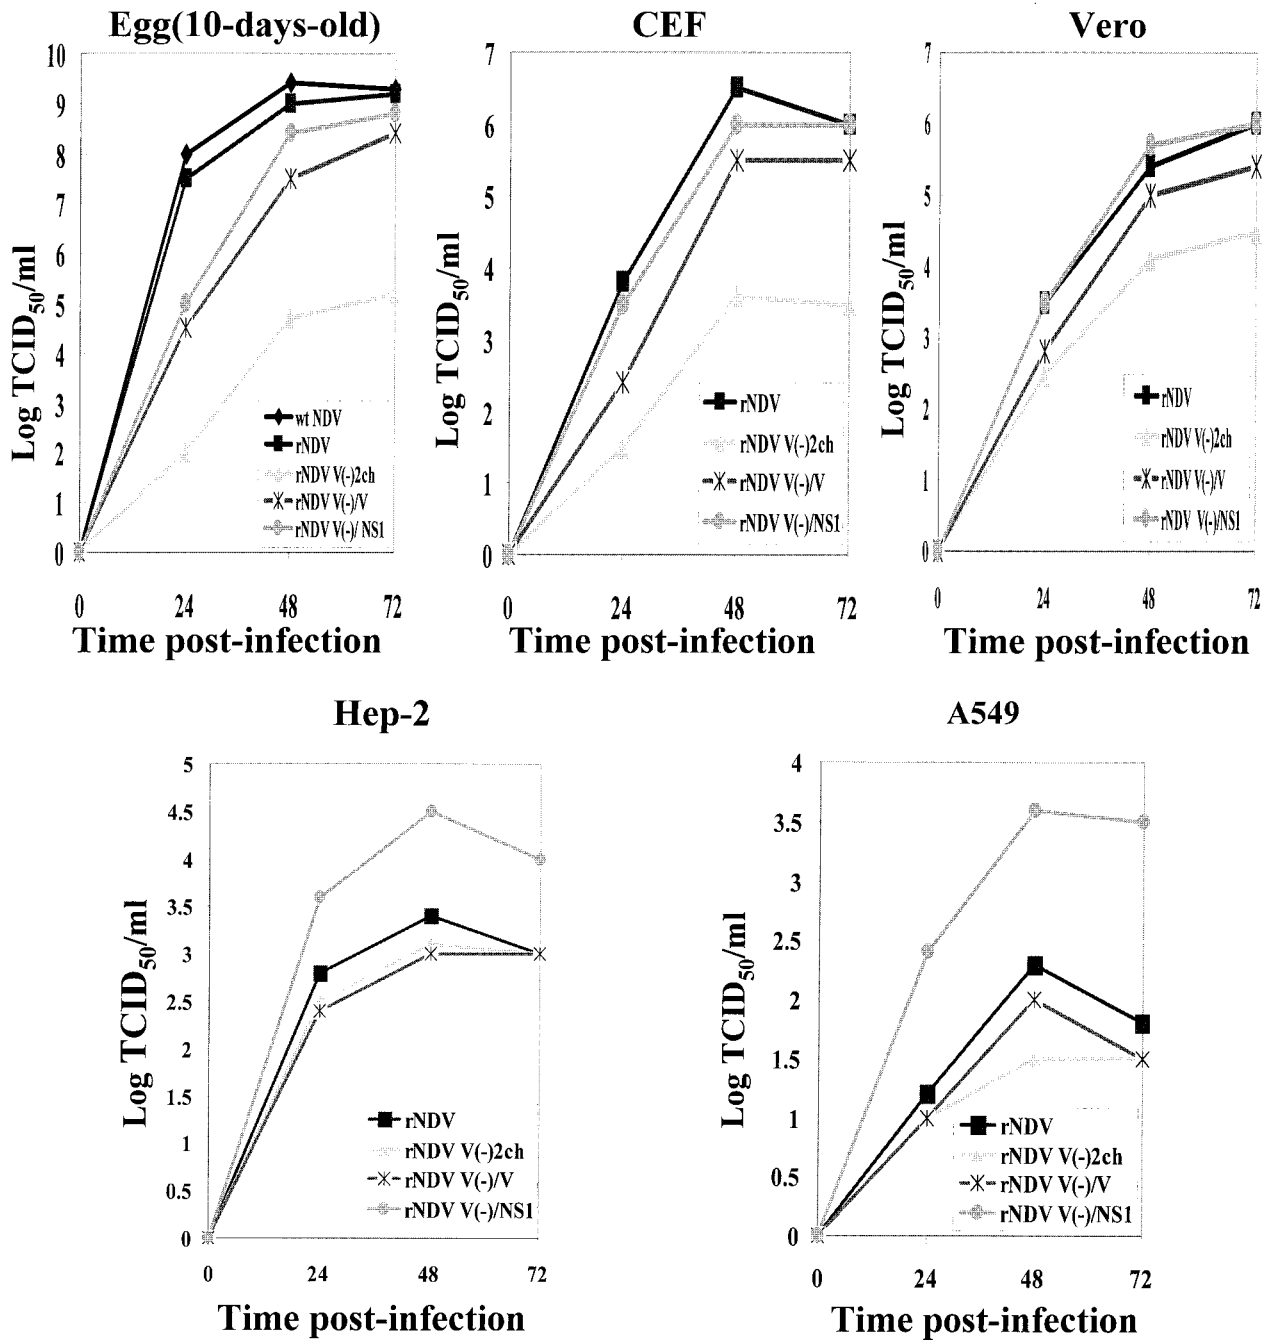 Egg(10-days-old)
10
9
8
7
6
5
4
3
2
1
0
Log TCID50/ml
wt NDV
rNDV
rNDV V(-)2ch
rNDV V(-)/V
rNDV V(-)/ NS1
0 24 48 72
Time post-infection
CEF
7
6
5
4
3
2
1
0
Log TCID50/ml
rNDV
rNDV V(-)2ch
rNDV V(-)/V
rNDV V(-)/NS1
0 24 48 72
Time post-infection
Vero
7
6
5
4
3
2
1
0
Log TCID50/ml
rNDV
rNDV V(-)2ch
rNDV V(-)/V
rNDV V(-)/NS1
0 24 48 72
Time post-infection
Hep-2
5
4.5
4
3.5
3
2.5
2
1.5
1
0.5
0
Log TCID50/ml
rNDV
rNDV V(-)2ch
rNDV V(-)/V
rNDV V(-)/NS1
0 24 48 72
Time post-infection
A549
4
3.5
3
2.5
2
1.5
1
0.5
0
Log TCID50/ml
rNDV
rNDV V(-)2ch
rNDV V(-)/V
rNDV V(-)/NS1
0 24 48 72
Time post-infection